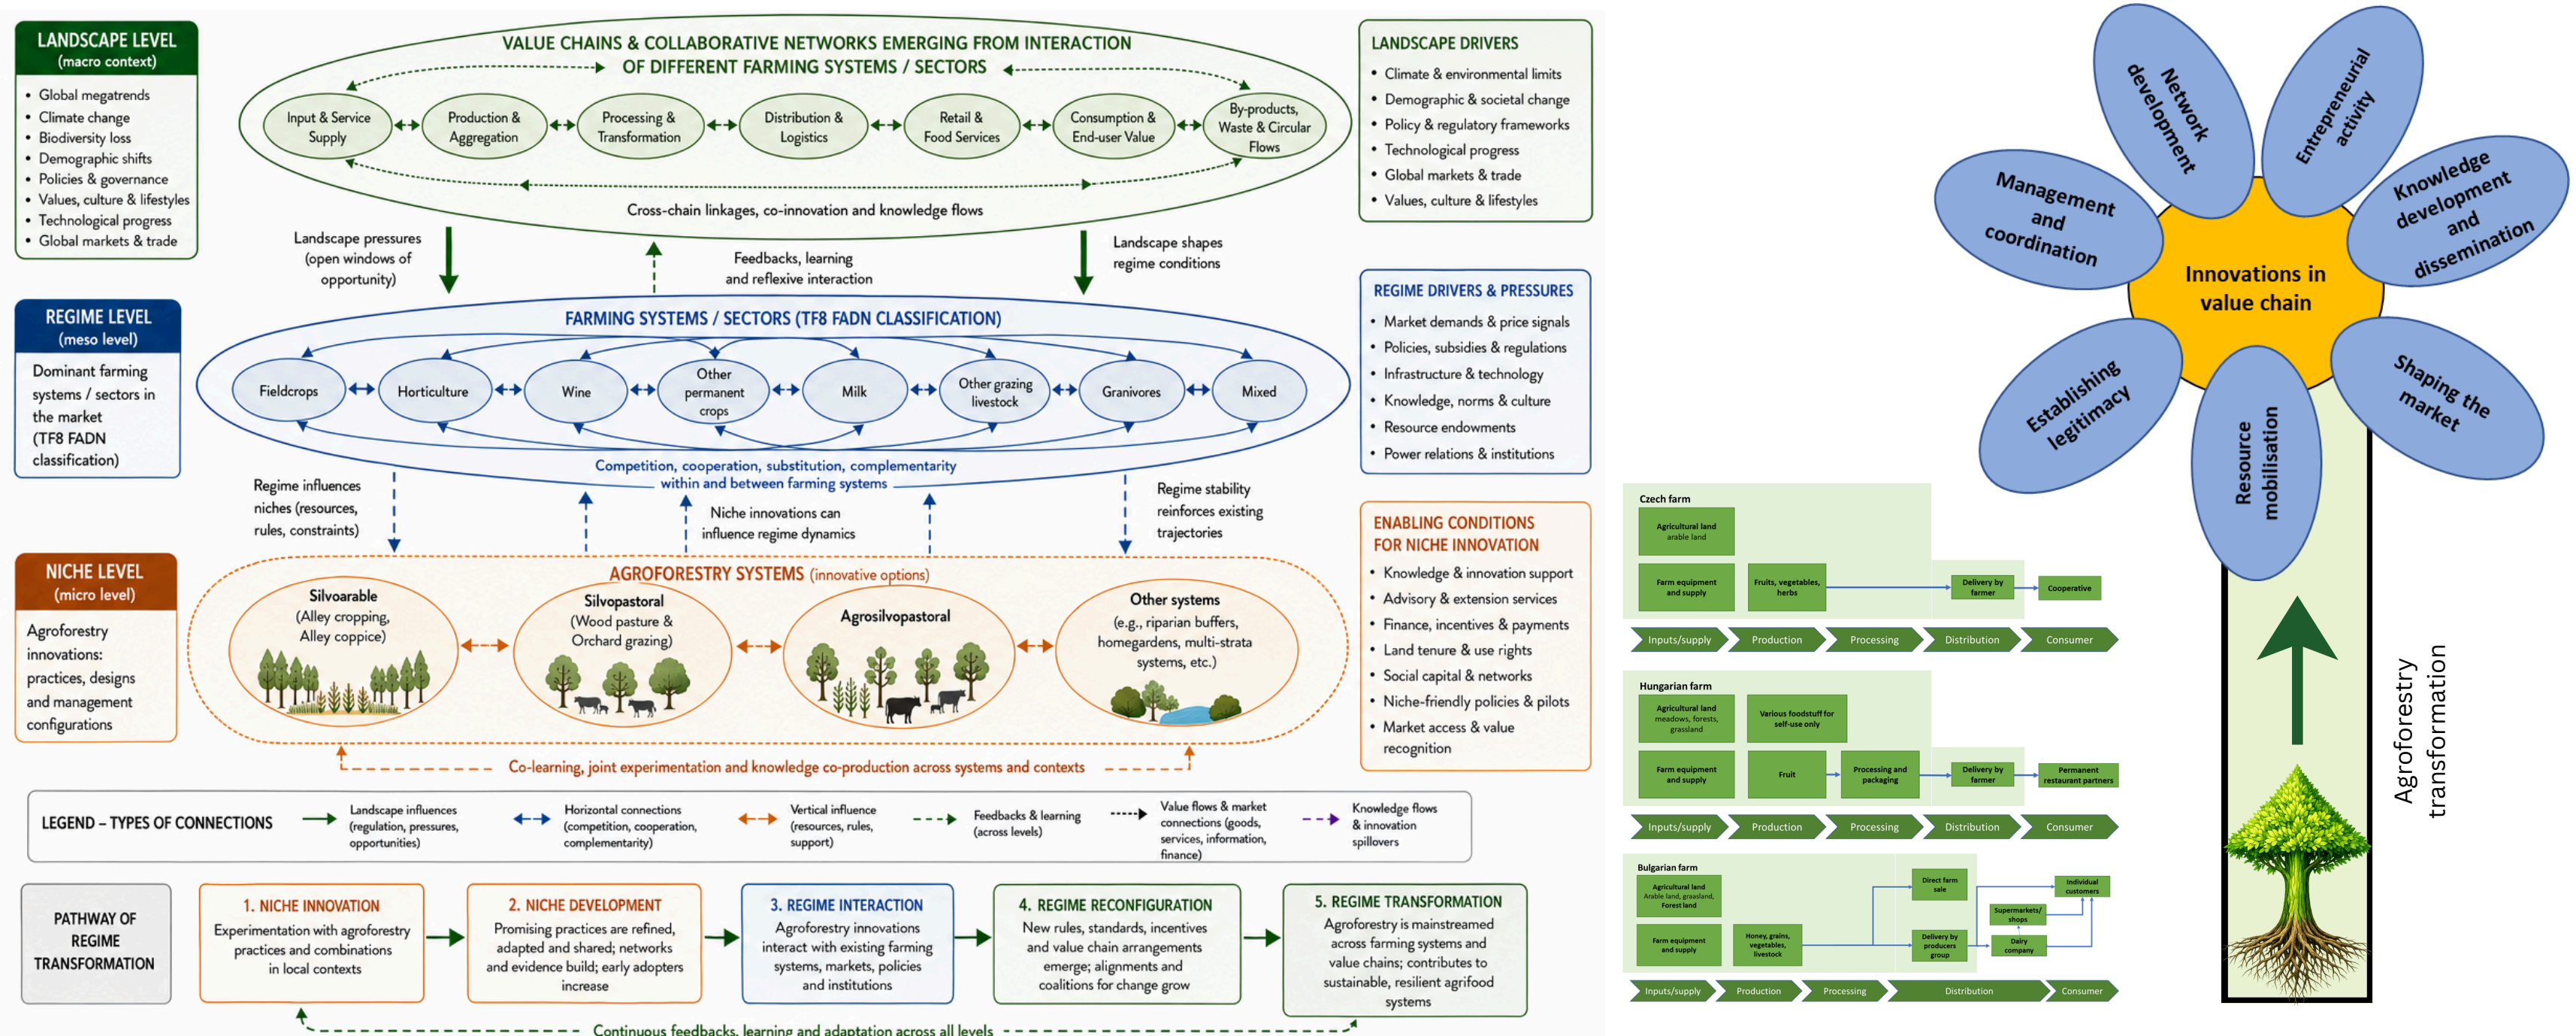 LANDSCAPE LEVEL
(macro context)
• Global megatrends
• Climate change
• Biodiversity loss
• Demographic shifts
• Policies & governance
• Values, culture & lifestyles
• Technological progress
• Global markets & trade
VALUE CHAINS & COLLABORATIVE NETWORKS EMERGING FROM INTERACTION
OF DIFFERENT FARMING SYSTEMS / SECTORS
Input & Service
Supply
Production &
Aggregation
Processing &
Transformation
Distribution &
Logistics
Retail &
Food Services
Consumption &
End-user Value
By-products,
Waste & Circular
Flows
Cross-chain linkages, co-innovation and knowledge flows
LANDSCAPE DRIVERS
• Climate & environmental limits
• Demographic & societal change
• Policy & regulatory frameworks
• Technological progress
• Global markets & trade
• Values, culture & lifestyles
Landscape pressures
(open windows of
opportunity)
Feedbacks, learning
and reflexive interaction
Landscape shapes
regime conditions
REGIME LEVEL
(meso level)
Dominant farming
systems / sectors in
the market
(TF8 FADN
classification)
FARMING SYSTEMS / SECTORS (TF8 FADN CLASSIFICATION)
Fieldcrops
Horticulture
Wine
Other
permanent
crops
Milk
Other grazing
livestock
Granivores
Mixed
Competition, cooperation, substitution, complementarity
within and between farming systems
REGIME DRIVERS & PRESSURES
• Market demands & price signals
• Policies, subsidies & regulations
• Infrastructure & technology
• Knowledge, norms & culture
• Resource endowments
• Power relations & institutions
Regime influences
niches (resources,
rules, constraints)
Niche innovations can
influence regime dynamics
Regime stability
reinforces existing
trajectories
NICHE LEVEL
(micro level)
Agroforestry
innovations:
practices, designs
and management
configurations
AGROFORESTRY SYSTEMS (innovative options)
Silvoarable
(Alley cropping,
Alley coppice)
Silvopastoral
(Wood pasture &
Orchard grazing)
Agrosilvopastoral
Other systems
(e.g., riparian buffers,
homegardens, multi-strata
systems, etc.)
Co-learning, joint experimentation and knowledge co-production across systems and contexts
ENABLING CONDITIONS
FOR NICHE INNOVATION
• Knowledge & innovation support
• Advisory & extension services
• Finance, incentives & payments
• Land tenure & use rights
• Social capital & networks
• Niche-friendly policies & pilots
• Market access & value
recognition
LEGEND – TYPES OF CONNECTIONS
Landscape influences
(regulation, pressures,
opportunities)
Horizontal connections
(competition, cooperation,
complementarity)
Vertical influence
(resources, rules,
support)
Feedbacks & learning
(across levels)
Value flows & market
connections (goods,
services, information,
finance)
Knowledge flows
& innovation
spillovers
PATHWAY OF
REGIME
TRANSFORMATION
1. NICHE INNOVATION
Experimentation with agroforestry
practices and combinations
in local contexts
2. NICHE DEVELOPMENT
Promising practices are refined,
adapted and shared; networks
and evidence build; early adopters
increase
3. REGIME INTERACTION
Agroforestry innovations
interact with existing farming
systems, markets, policies
and institutions
4. REGIME RECONFIGURATION
New rules, standards, incentives
and value chain arrangements
emerge; alignments and
coalitions for change grow
5. REGIME TRANSFORMATION
Agroforestry is mainstreamed
across farming systems and
value chains; contributes to
sustainable, resilient agrifood
systems
Continuous feedbacks, learning and adaptation across all levels
Czech farm
Agricultural land
arable land
Farm equipment
and supply
Fruits, vegetables,
herbs
Delivery by
farmer
Cooperative
Inputs/supply
Production
Processing
Distribution
Consumer
Hungarian farm
Agricultural land
meadows, forests,
grassland
Various foodstuff for
self-use only
Farm equipment
and supply
Fruit
Processing and
packaging
Delivery by
farmer
Permanent
restaurant partners
Inputs/supply
Production
Processing
Distribution
Consumer
Bulgarian farm
Agricultural land
Arable land, grassland,
Forest land
Farm equipment
and supply
Honey, grains,
vegetables,
livestock
Direct farm
sale
Delivery by
producers
group
Supermarkets/
shops
Dairy
company
Individual
customers
Inputs/supply
Production
Processing
Distribution
Consumer
Network
development
Entrepreneurial
activity
Management
and
coordination
Knowledge
development
and
dissemination
Innovations in
value chain
Establishing
legitimacy
Resource
mobilisation
Shaping the
market
Agroforestry
transformation